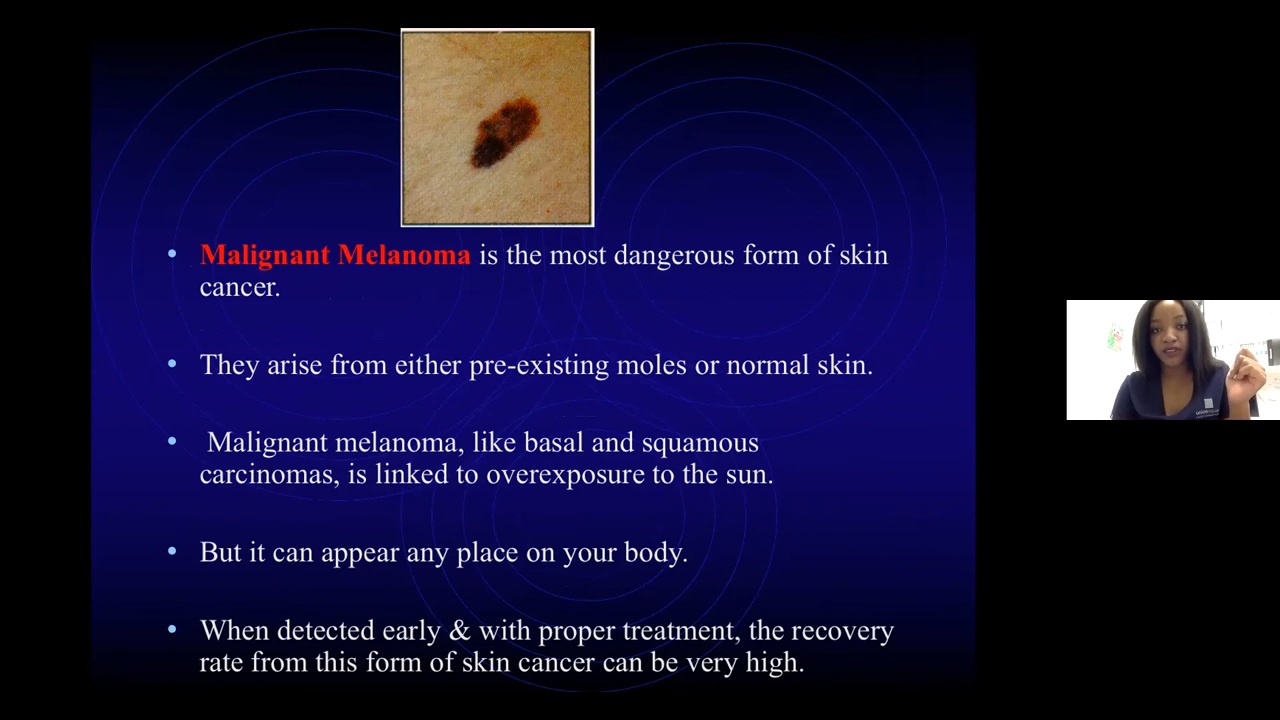 • Malignant Melanoma is the most dangerous form of skin
cancer.
• They arise from either pre-existing moles or normal skin.
• Malignant melanoma, like basal and squamous
carcinomas, is linked to overexposure to the sun.
• But it can appear any place on your body.
• When detected early & with proper treatment, the recovery
rate from this form of skin cancer can be very high.